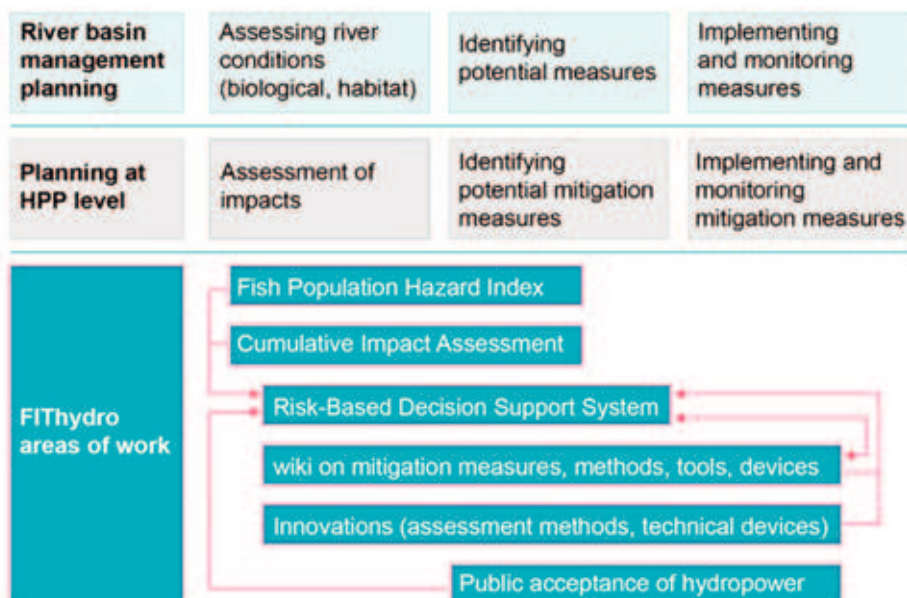 River basin
management
planning
Assessing river
conditions
(biological, habitat)
Identifying
potential measures
Implementing
and monitoring
measures
Planning at
HPP level
Assessment of
impacts
Identifying
potential mitigation
measures
Implementing and
monitoring
mitigation measures
FIThydro
areas of work
Fish Population Hazard Index
Cumulative Impact Assessment
Risk-Based Decision Support System
wiki on mitigation measures, methods, tools, devices
Innovations (assessment methods, technical devices)
Public acceptance of hydropower